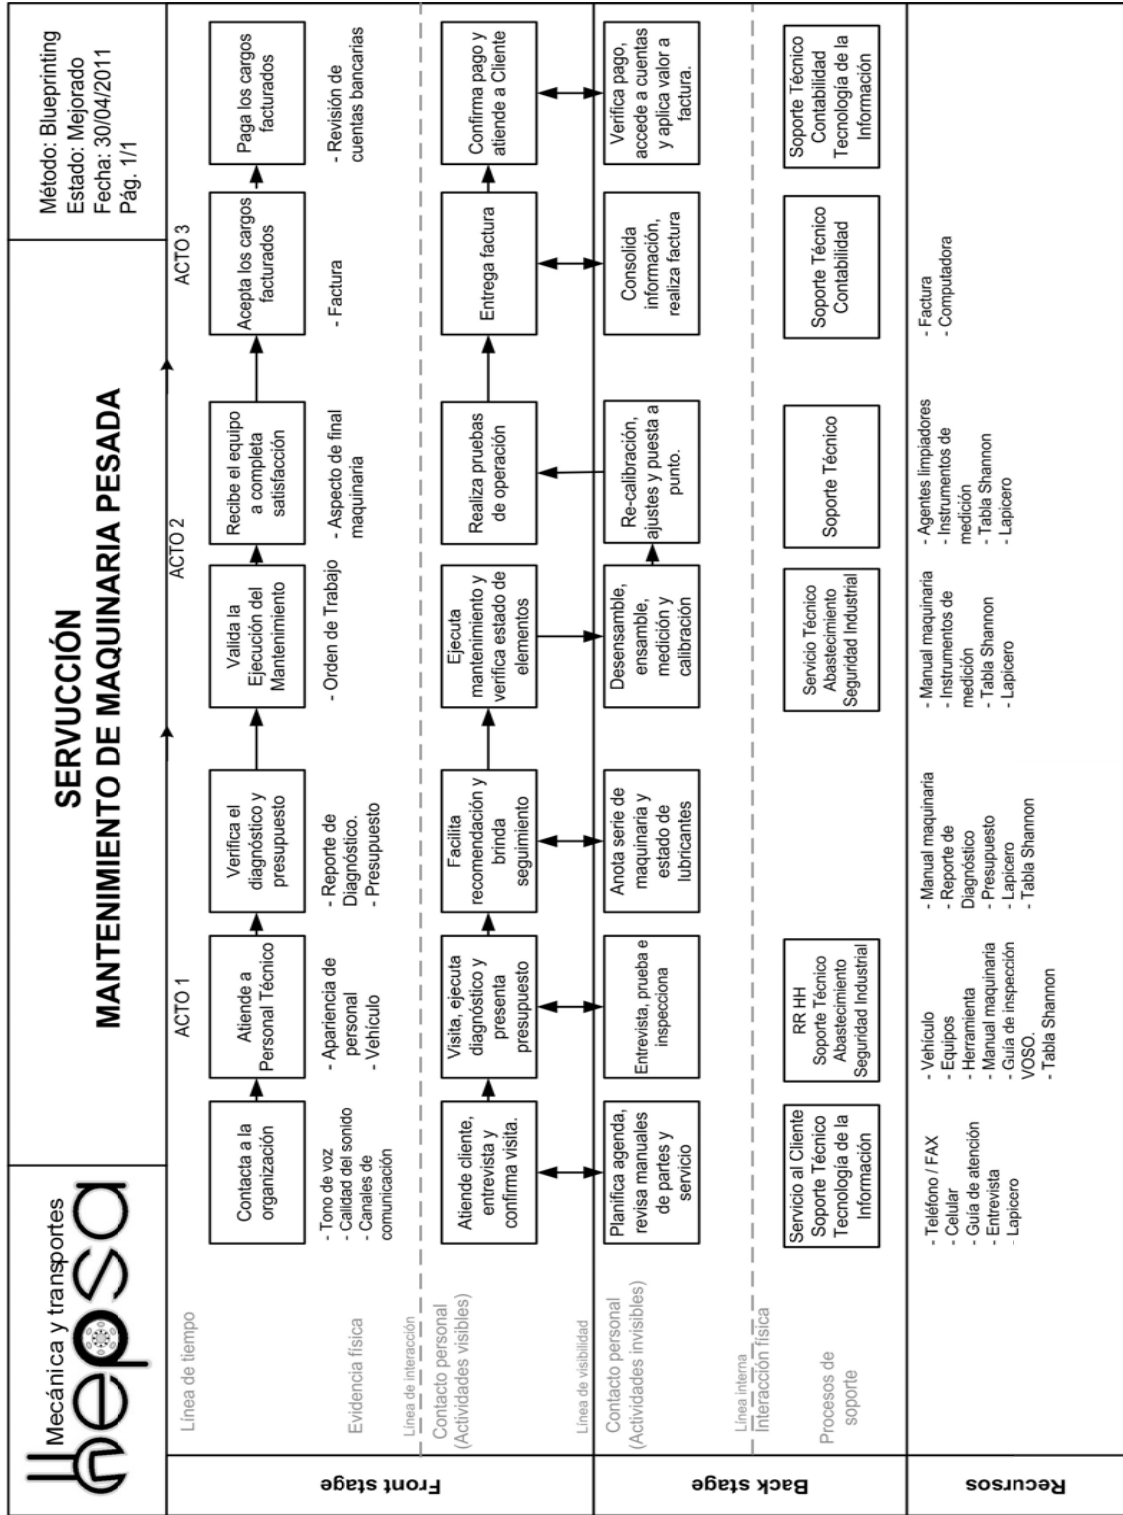 Mecánica y transportes
hepsa
SERVUCCIÓN
MANTENIMIENTO DE MAQUINARIA PESADA
Método: Blueprinting
Estado: Mejorado
Fecha: 30/04/2011
Pág. 1/1
Front stage
Línea de tiempo
ACTO 1
ACTO 2
ACTO 3
Contacta a la
organización
Atiende a
Personal Técnico
Verifica el
diagnóstico y
presupuesto
Valida la
Ejecución del
Mantenimiento
Recibe el equipo
a completa
satisfacción
Acepta los cargos
facturados
Paga los cargos
facturados
Evidencia física
- Tono de voz
- Calidad del sonido
- Canales de
comunicación
- Apariencia de
personal
- Vehículo
- Reporte de
Diagnóstico.
- Presupuesto
- Orden de Trabajo
- Aspecto de final
maquinaria
- Factura
- Revisión de
cuentas bancarias
Línea de interacción
Contacto personal
(Actividades visibles)
Atiende cliente,
entrevista y
confirma visita.
Visita, ejecuta
diagnóstico y
presenta
presupuesto
Facilita
recomendación y
brinda
seguimiento
Ejecuta
mantenimiento y
verifica estado de
elementos
Realiza pruebas
de operación
Entrega factura
Confirma pago y
atiende a Cliente
Línea de visibilidad
Back stage
Contacto personal
(Actividades invisibles)
Planifica agenda,
revisa manuales
de partes y
servicio
Entrevista, prueba e
inspecciona
Anota serie de
maquinaria y
estado de
lubricantes
Desensamble,
ensamble,
medición y
calibración
Re-calibración,
ajustes y puesta a
punto.
Consolida
información,
realiza factura
Verifica pago,
accede a cuentas
y aplica valor a
factura.
Línea interna
Interacción física
Procesos de
soporte
Servicio al Cliente
Soporte Técnico
Tecnología de la
Información
RR HH
Soporte Técnico
Abastecimiento
Seguridad Industrial
Servicio Técnico
Abastecimiento
Seguridad Industrial
Soporte Técnico
Soporte Técnico
Contabilidad
Soporte Técnico
Contabilidad
Tecnología de la
Información
Recursos
- Teléfono / FAX
- Celular
- Guía de atención
- Entrevista
- Lapicero
- Vehículo
- Equipos
- Herramienta
- Manual maquinaria
- Guía de inspección
VOSO.
- Tabla Shannon
- Manual maquinaria
- Reporte de
Diagnóstico
- Presupuesto
- Lapicero
- Tabla Shannon
- Manual maquinaria
- Instrumentos de
medición
- Tabla Shannon
- Lapicero
- Agentes limpiadores
- Instrumentos de
medición
- Tabla Shannon
- Lapicero
- Factura
- Computadora